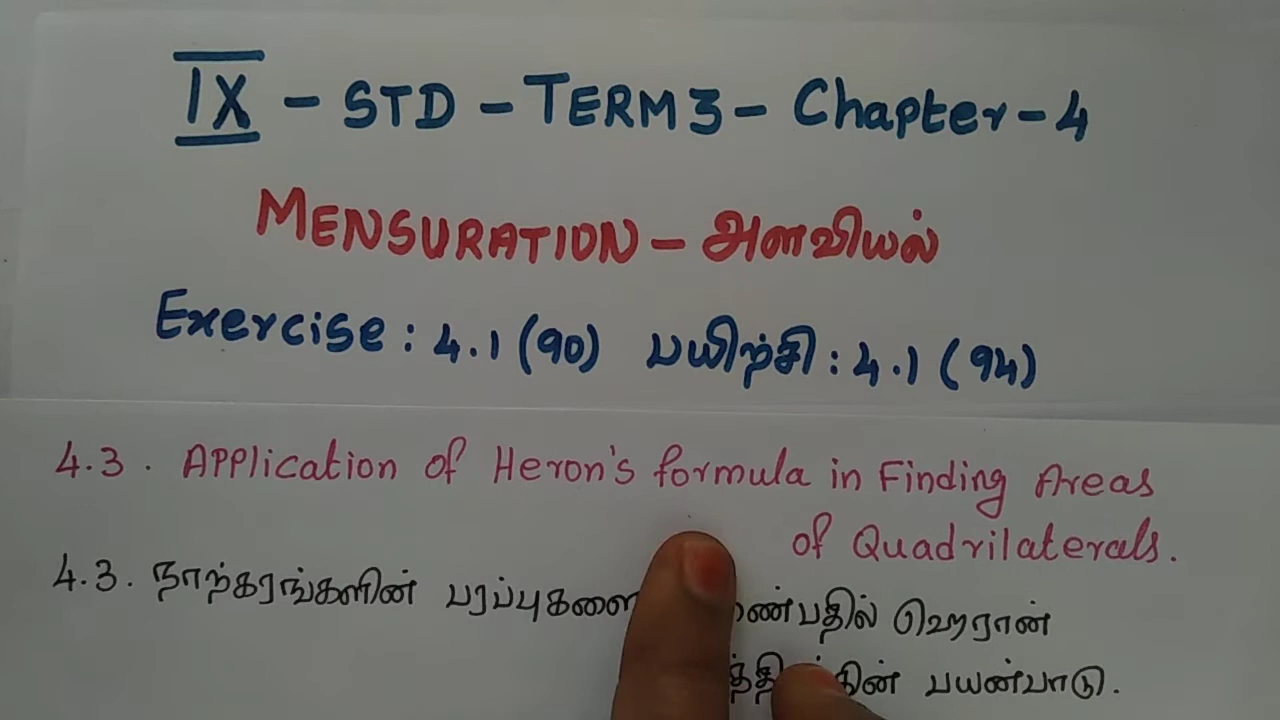 IX - STD - TERM 3 - Chapter - 4
MENSURATION - அளவியல்
Exercise : 4.1 (90) பயிற்சி : 4.1 (94)
4.3. Application of Heron's formula in Finding Areas
of Quadrilaterals.
4.3. நாற்கரங்களின் பரப்புகளை ஹெரான்
பயன்பாடு.